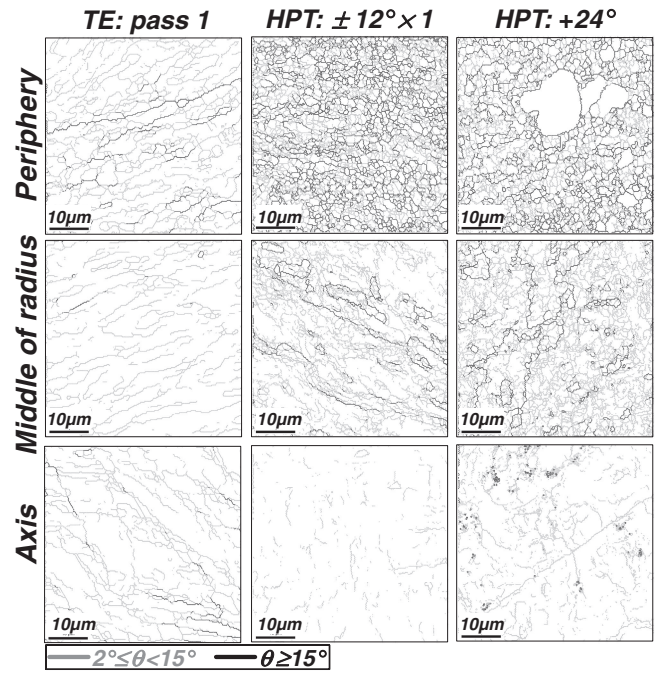 TE: pass 1 HPT: ±12°×1 HPT: +24°
Periphery
10μm 10μm 10μm
Middle of radius
10μm 10μm 10μm
Axis
10μm 10μm 10μm
2°≤θ<15° θ≥15°